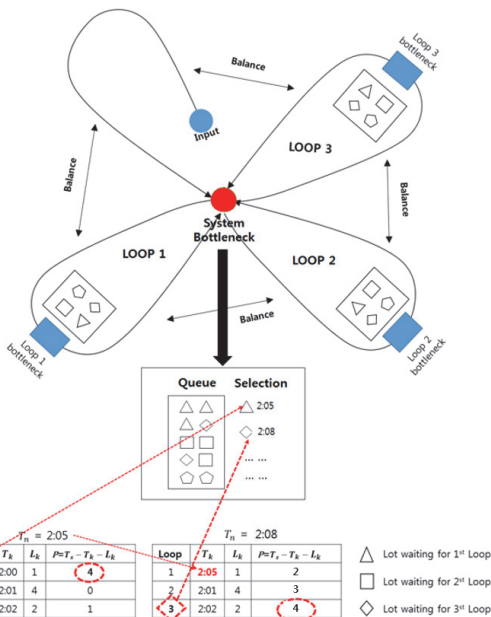 Loop 3
bottleneck
Balance
Input
LOOP 3
Balance
Balance
System
Bottleneck
LOOP 1
LOOP 2
Balance
Loop 1
bottleneck
Loop 2
bottleneck
Queue Selection
2:05
2:08
... ...
... ...
Tₙ = 2:05
Tₖ Lₖ P=Tₛ − Tₖ − Lₖ
2:00 1 4
2:01 4 0
2:02 2 1
Tₙ = 2:08
Loop Tₖ Lₖ P=Tₛ − Tₖ − Lₖ
1 2:05 1 2
2 2:01 4 3
3 2:02 2 4
Lot waiting for 1st Loop
Lot waiting for 2nd Loop
Lot waiting for 3rd Loop